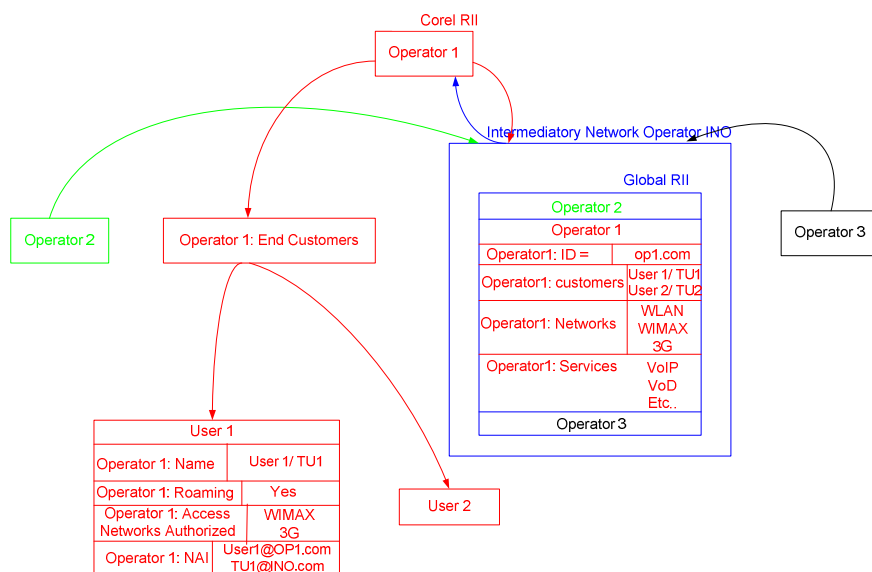 Corel RII
Operator 1
Intermediatory Network Operator INO
Global RII
Operator 2
Operator 1
Operator1: ID = op1.com
Operator1: customers User 1/ TU1
User 2/ TU2
Operator1: Networks WLAN
WIMAX
3G
Operator1: Services VoIP
VoD
Etc..
Operator 3
Operator 2
Operator 1: End Customers
Operator 3
User 1
Operator 1: Name User 1/ TU1
Operator 1: Roaming Yes
Operator 1: Access
Networks Authorized WIMAX
3G
Operator 1: NAI User1@OP1.com
TU1@INO.com
User 2